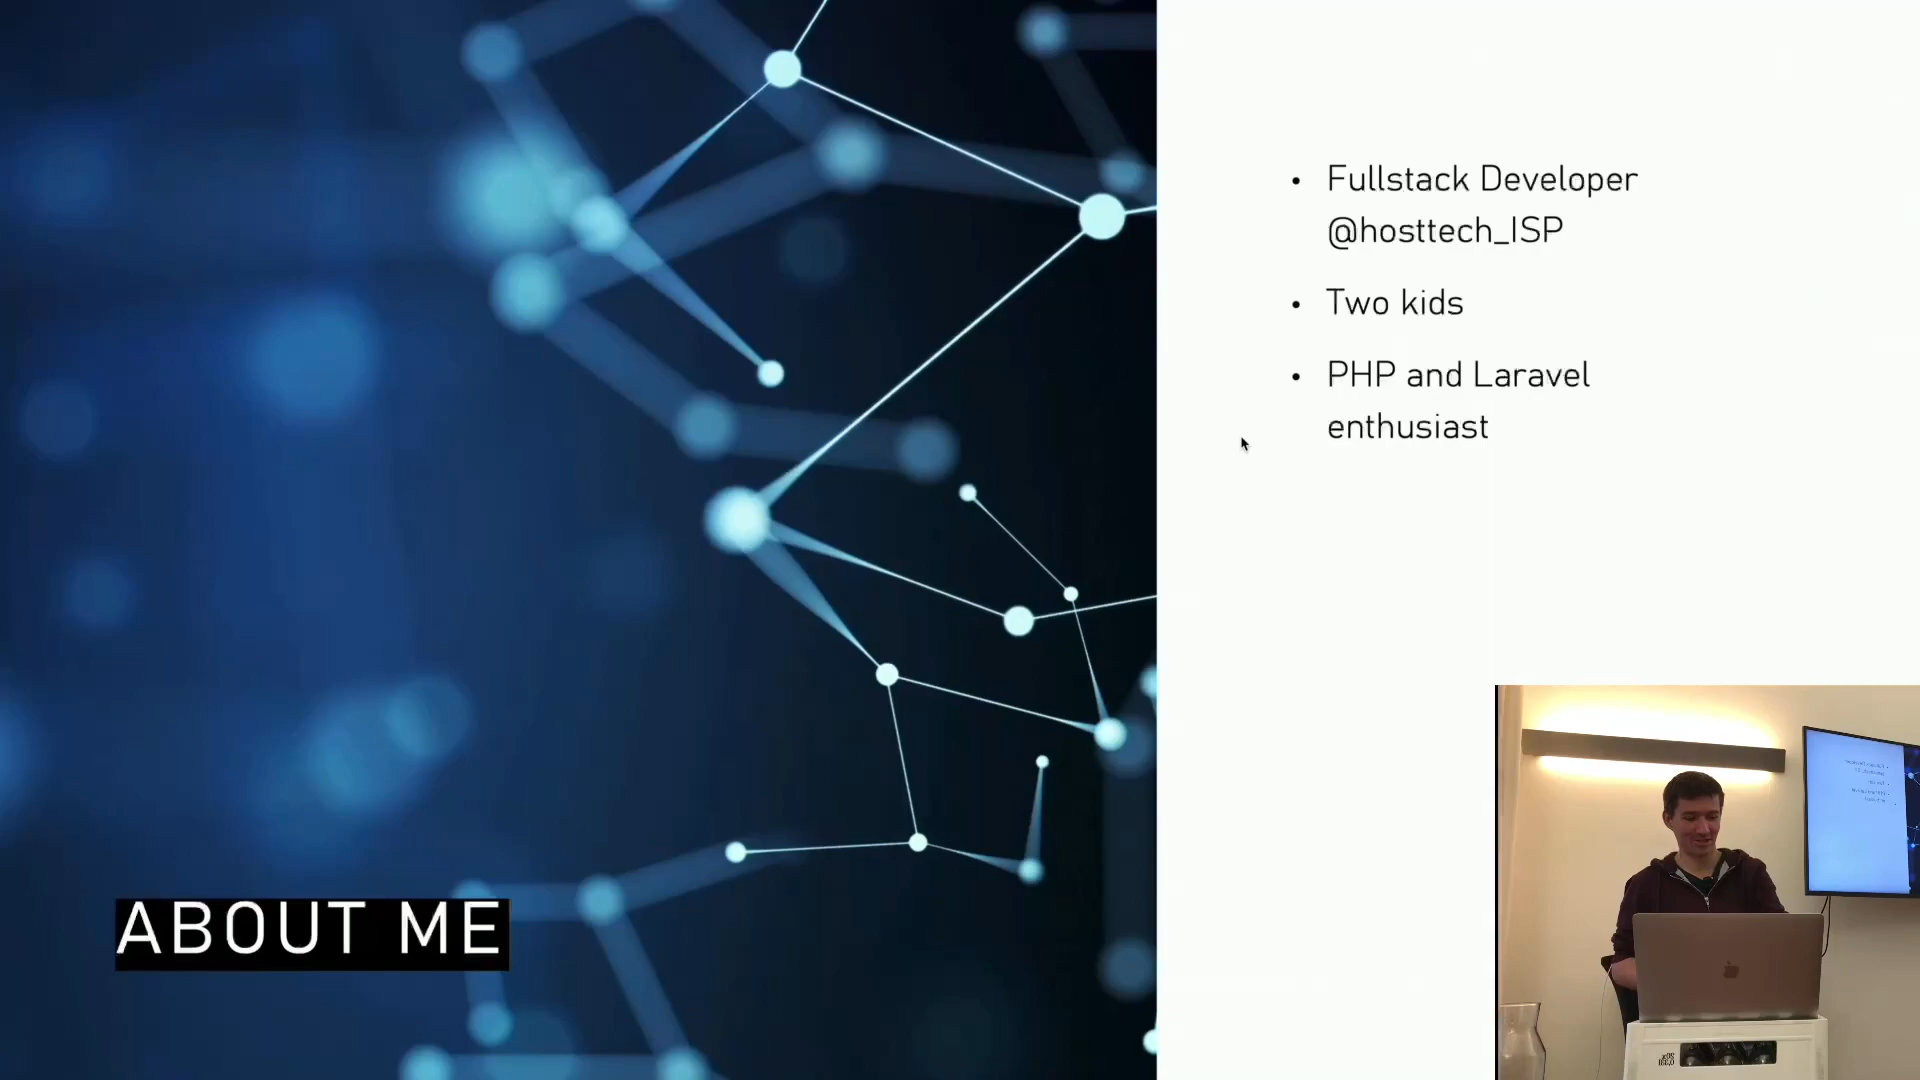 Fullstack Developer
@hosttech_ISP
Two kids
PHP and Laravel
enthusiast
ABOUT ME